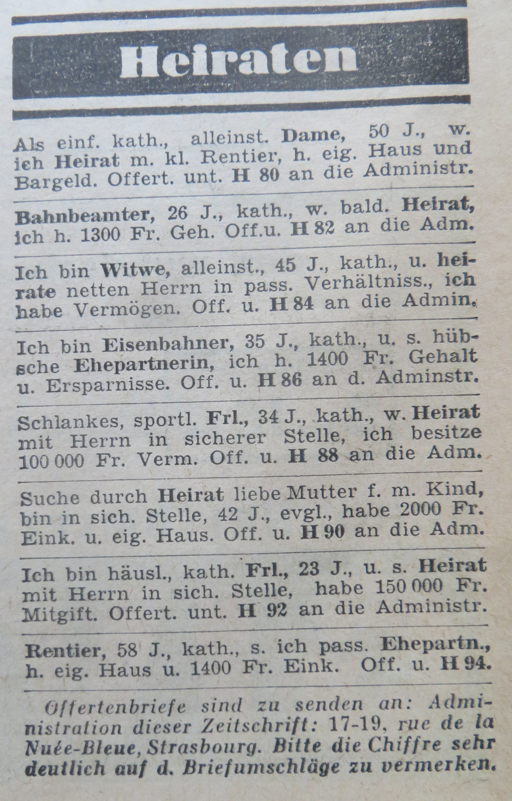 Heiraten
Als einf. kath., alleinst. Dame, 50 J., w.
ich Heirat m. kl. Rentier, h. eig. Haus und
Bargeld. Offert. unt. H 80 an die Administr.
Bahnbeamter, 26 J., kath., w. bald. Heirat,
ich h. 1300 Fr. Geh. Off.u. H 82 an die Adm.
Ich bin Witwe, alleinst., 45 J., kath., u. hei-
rate netten Herrn in pass. Verhältniss., ich
habe Vermögen. Off. u. H 84 an die Admin.
Ich bin Eisenbahner, 35 J., kath., u. s. hüb-
sche Ehepartnerin, ich h. 1400 Fr. Gehalt
u. Ersparnisse. Off. u. H 86 an d. Adminstr.
Schlankes, sportl. Frl., 34 J., kath., w. Heirat
mit Herrn in sicherer Stelle, ich besitze
100 000 Fr. Verm. Off. u. H 88 an die Adm.
Suche durch Heirat liebe Mutter f. m. Kind,
bin in sich. Stelle, 42 J., evgl., habe 2000 Fr.
Eink. u. eig. Haus. Off. u. H 90 an die Adm.
Ich bin häusl., kath. Frl., 23 J., u. s. Heirat
mit Herrn in sich. Stelle, habe 150 000 Fr.
Mitgift. Offert. unt. H 92 an die Administr.
Rentier, 58 J., kath., s. ich pass. Ehepartn.,
h. eig. Haus u. 1400 Fr. Eink. Off. u. H 94.
Offertenbriefe sind zu senden an: Admi-
nistration dieser Zeitschrift: 17-19, rue de la
Nuée-Bleue, Strasbourg. Bitte die Chiffre sehr
deutlich auf d. Briefumschläge zu vermerken.